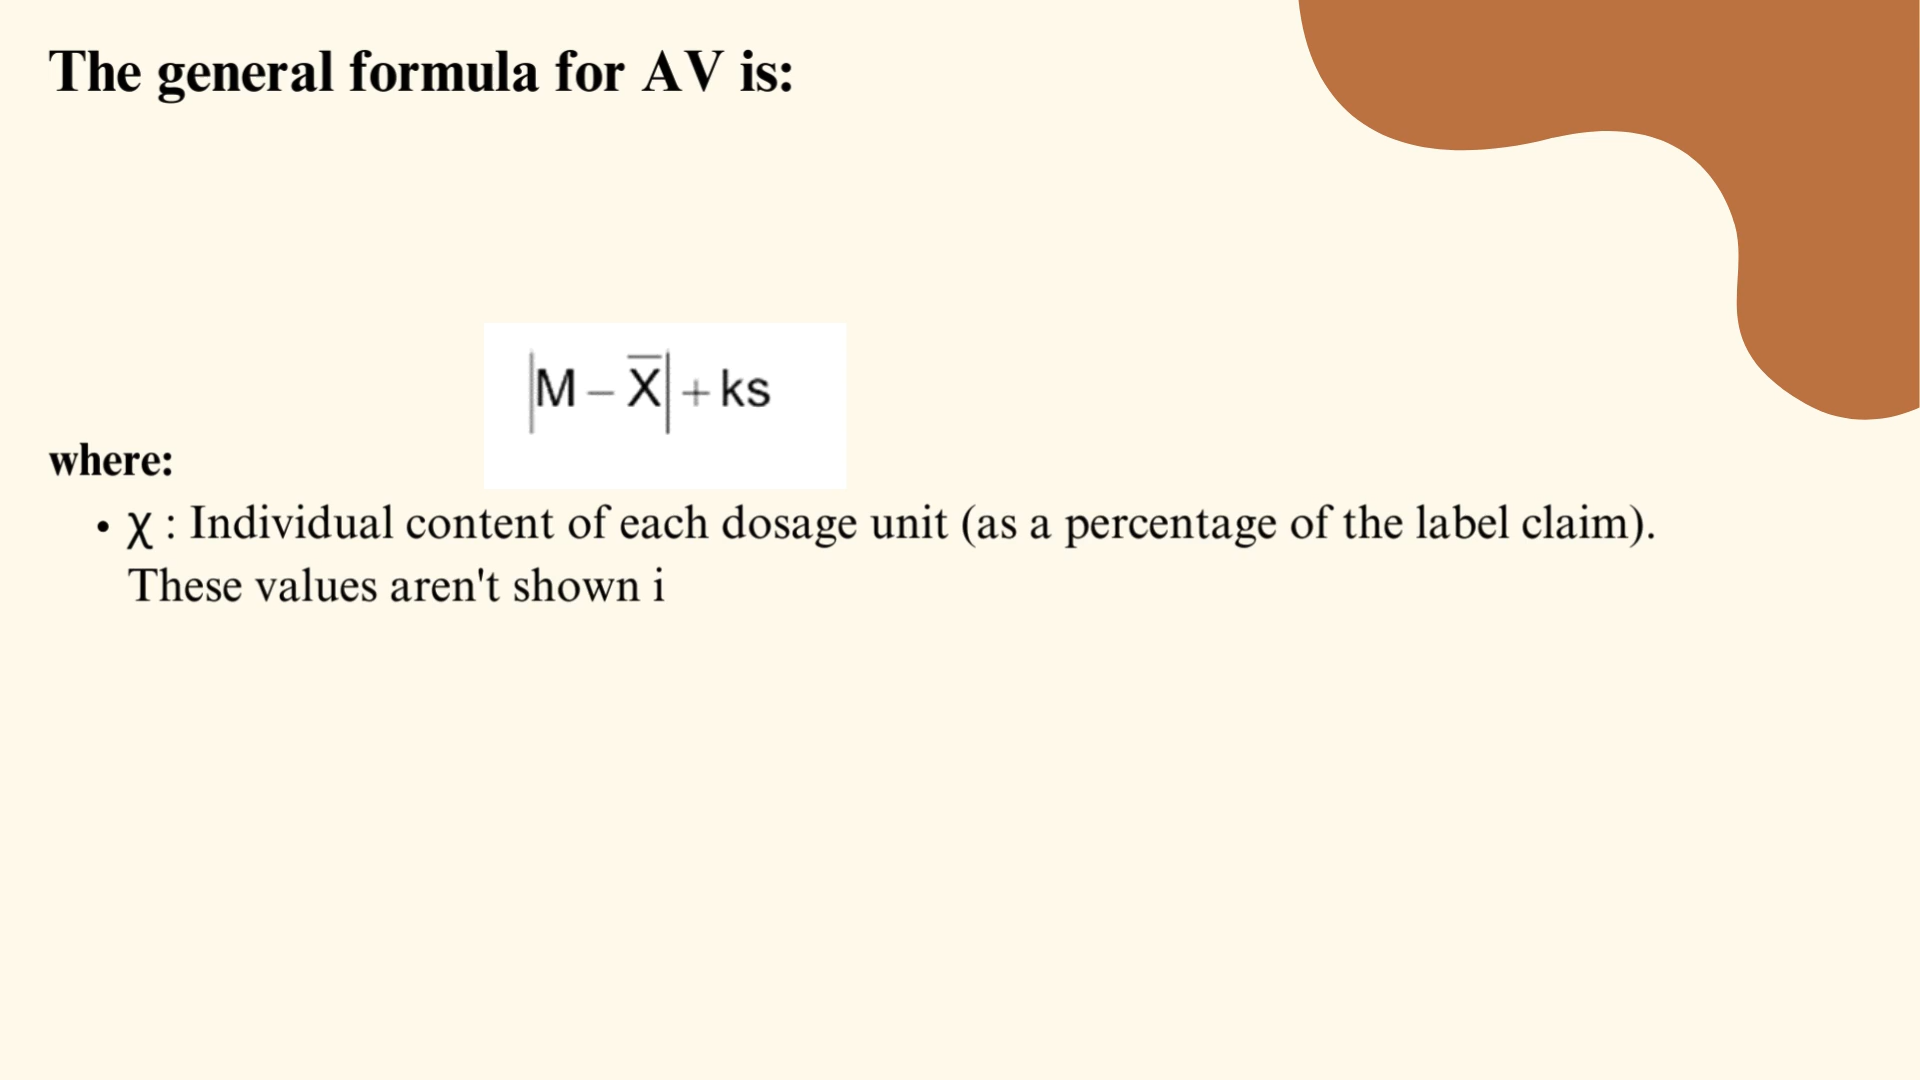 The general formula for AV is:
|M – X̅| + ks
where:
• χ : Individual content of each dosage unit (as a percentage of the label claim).
These values aren't shown i